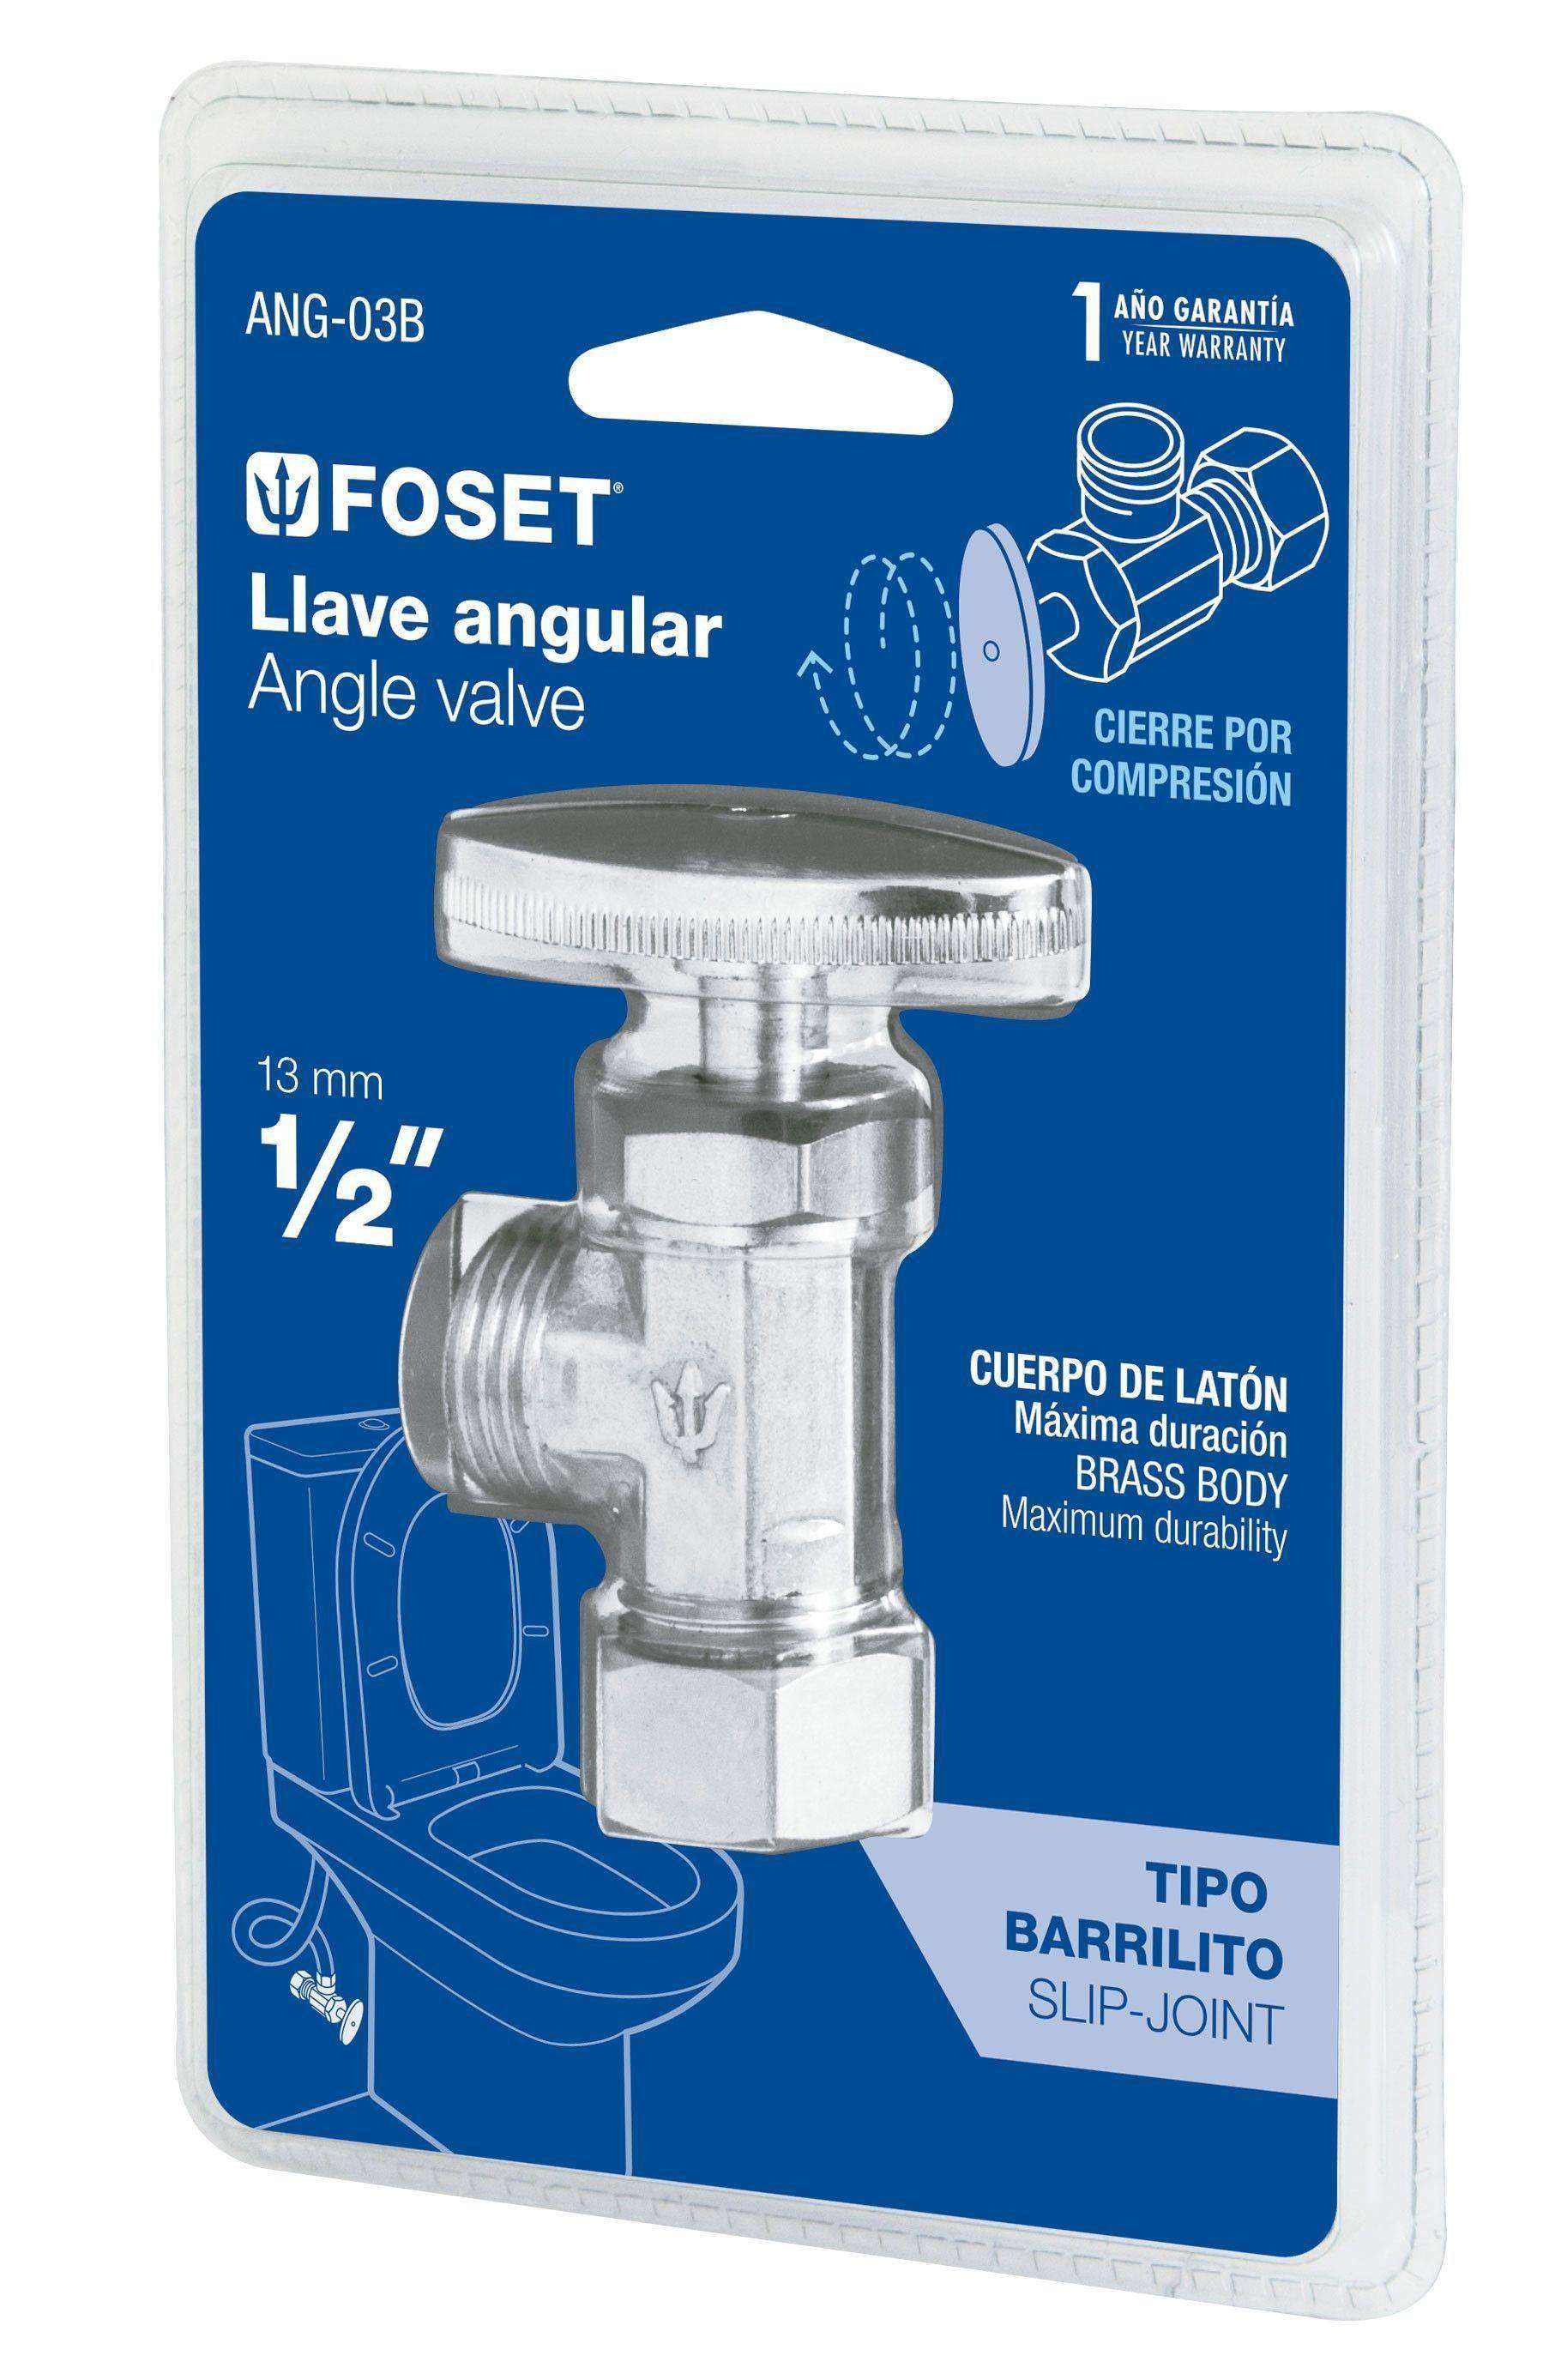 ANG-03B
1 AÑO GARANTÍA
YEAR WARRANTY
FOSET®
Llave angular
Angle valve
CIERRE POR
COMPRESIÓN
13 mm
1/2"
CUERPO DE LATÓN
Máxima duración
BRASS BODY
Maximum durability
TIPO
BARRILITO
SLIP-JOINT